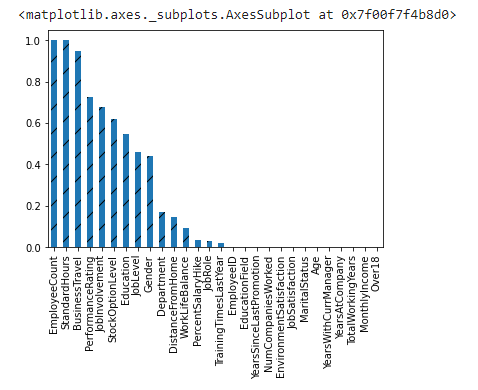 <matplotlib.axes._subplots.AxesSubplot at 0x7f00f7f4b8d0>
1.0
0.8
0.6
0.4
0.2
0.0
EmployeeCount
StandardHours
BusinessTravel
PerformanceRating
JobInvolvement
StockOptionLevel
Education
JobLevel
Gender
Department
DistanceFromHome
WorkLifeBalance
PercentSalaryHike
JobRole
TrainingTimesLastYear
EmployeeID
EducationField
YearsSinceLastPromotion
NumCompaniesWorked
EnvironmentSatisfaction
JobSatisfaction
MaritalStatus
Age
YearsWithCurrManager
YearsAtCompany
TotalWorkingYears
MonthlyIncome
Over18